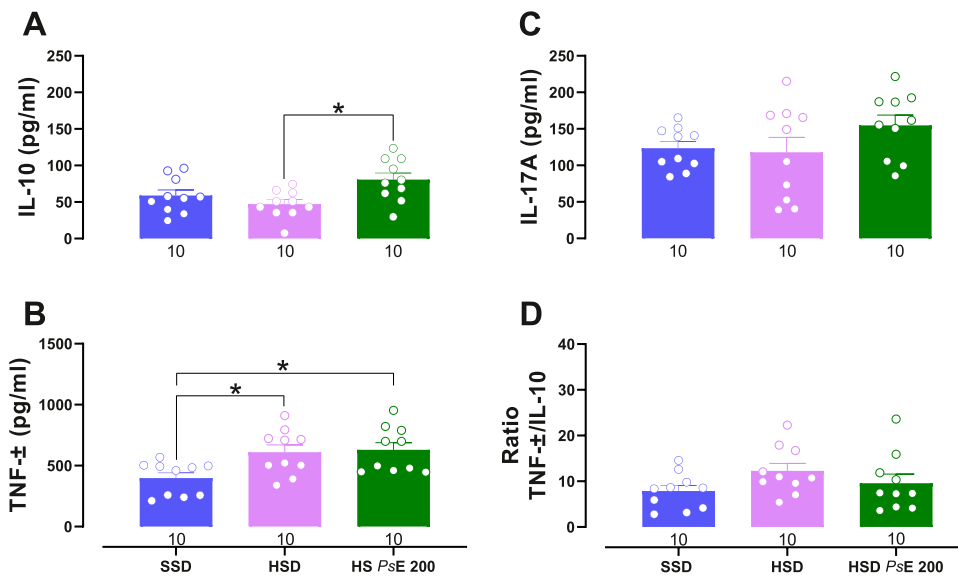 A
IL-10 (pg/ml)
250
200
150
100
50
0
*
10 10 10
B
TNF-± (pg/ml)
1500
1000
500
0
*
*
10 10 10
SSD HSD HS PsE 200
C
IL-17A (pg/ml)
250
200
150
100
50
0
10 10 10
D
Ratio
TNF-±/IL-10
40
30
20
10
0
10 10 10
SSD HSD HSD PsE 200